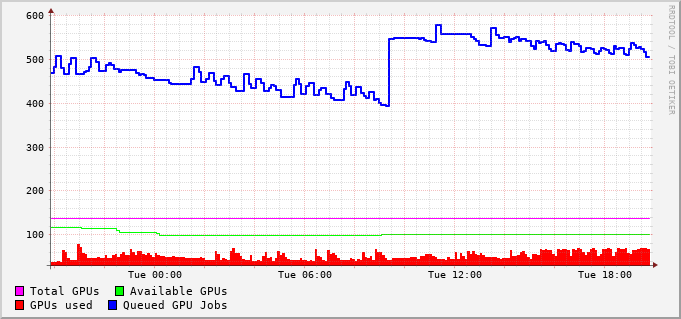 600
500
400
300
200
100
Tue 00:00 Tue 06:00 Tue 12:00 Tue 18:00
Total GPUs Available GPUs
GPUs used Queued GPU Jobs
RRDTOOL / TOBI OETIKER